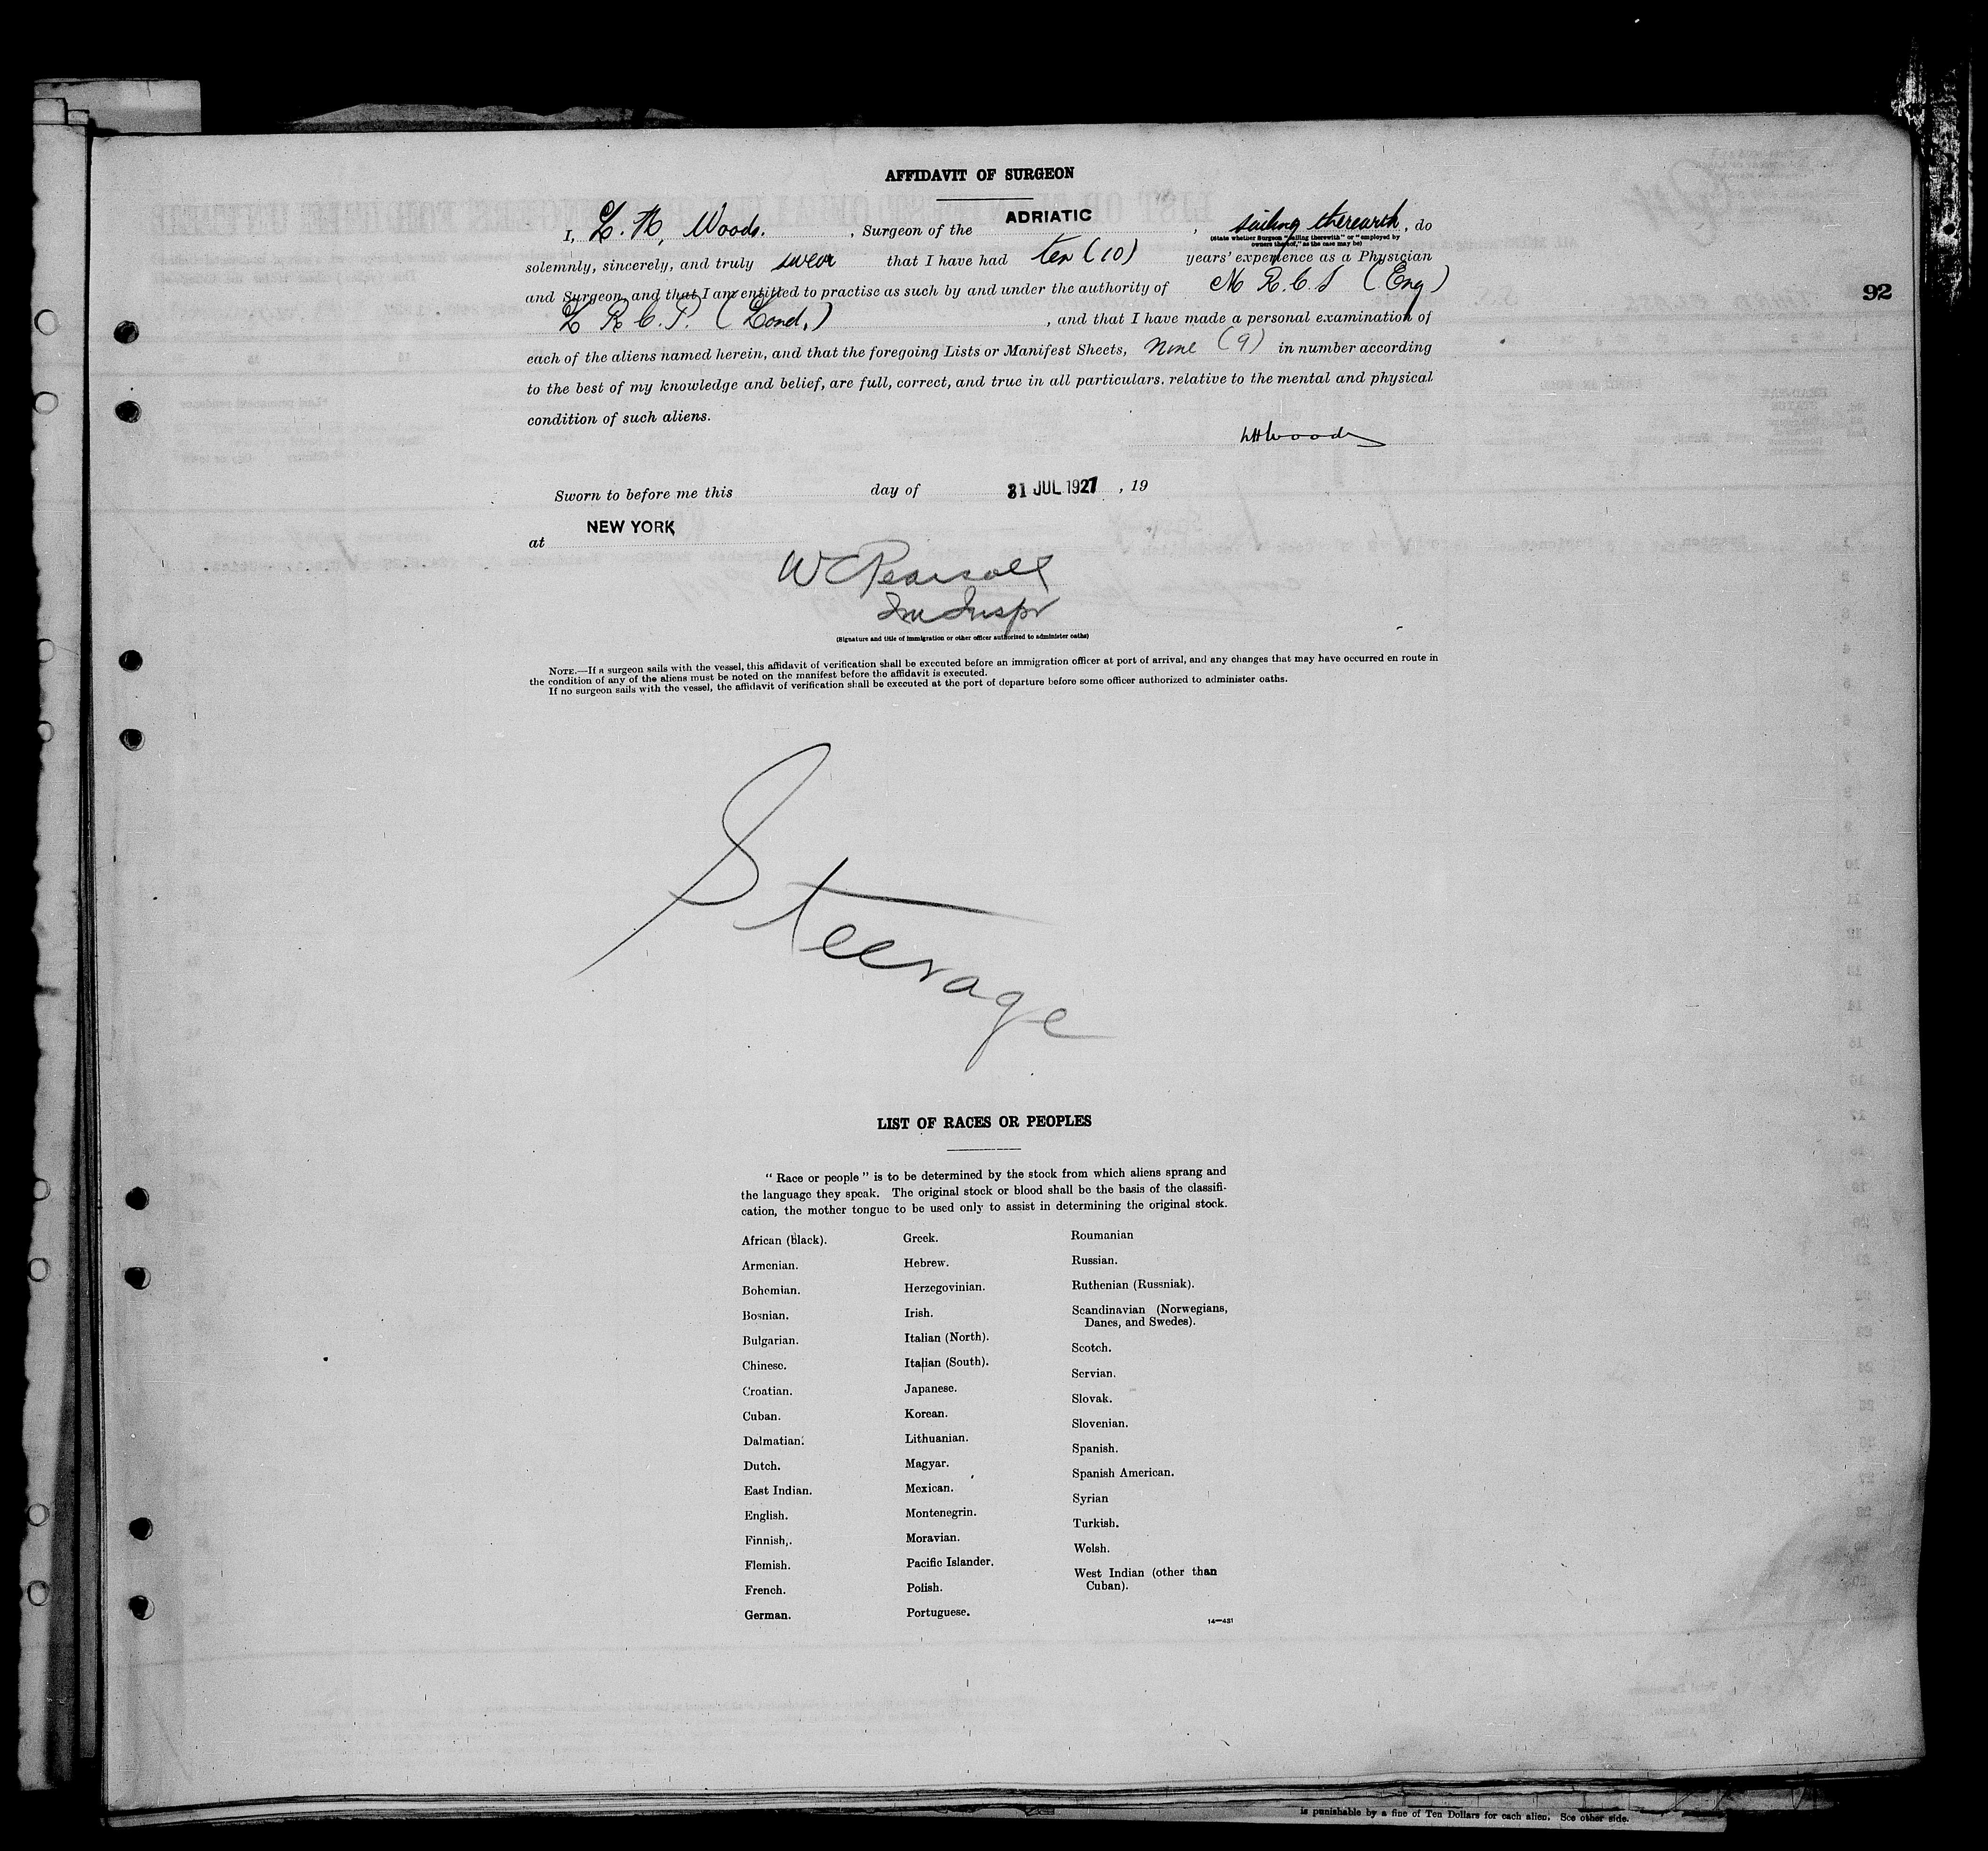 AFFIDAVIT OF SURGEON
I, L. H. Woods. , Surgeon of the ADRIATIC , sailing therewith , do
(State whether Surgeon "sailing therewith" or "employed by
owners thereof," as the case may be)
solemnly, sincerely, and truly swear that I have had ten (10) years' experience as a Physician
and Surgeon and that I am entitled to practise as such by and under the authority of M R.C.S (Eng)
L R C. P. (Lond.) , and that I have made a personal examination of
92
each of the aliens named herein, and that the foregoing Lists or Manifest Sheets, nine (9) in number according
to the best of my knowledge and belief, are full, correct, and true in all particulars. relative to the mental and physical
condition of such aliens.
LHWoods
Sworn to before me this day of 31 JUL 1927 , 19
at NEW YORK
W C Pearsall
Im Inspr
(Signature and title of immigration or other officer authorized to administer oaths)
NOTE.—If a surgeon sails with the vessel, this affidavit of verification shall be executed before an immigration officer at port of arrival, and any changes that may have occurred en route in
the condition of any of the aliens must be noted on the manifest before the affidavit is executed.
If no surgeon sails with the vessel, the affidavit of verification shall be executed at the port of departure before some officer authorized to administer oaths.
Steerage
LIST OF RACES OR PEOPLES
" Race or people " is to be determined by the stock from which aliens sprang and
the language they speak. The original stock or blood shall be the basis of the classifi-
cation, the mother tongue to be used only to assist in determining the original stock.
African (black).
Armenian.
Bohemian.
Bosnian.
Bulgarian.
Chinese.
Croatian.
Cuban.
Dalmatian.
Dutch.
East Indian.
English.
Finnish.
Flemish.
French.
German.
Greek.
Hebrew.
Herzegovinian.
Irish.
Italian (North).
Italian (South).
Japanese.
Korean.
Lithuanian.
Magyar.
Mexican.
Montenegrin.
Moravian.
Pacific Islander.
Polish.
Portuguese.
Roumanian
Russian.
Ruthenian (Russniak).
Scandinavian (Norwegians,
Danes, and Swedes).
Scotch.
Servian.
Slovak.
Slovenian.
Spanish.
Spanish American.
Syrian
Turkish.
Welsh.
West Indian (other than
Cuban).
14—431
is punishable by a fine of Ten Dollars for each alien. See other side.